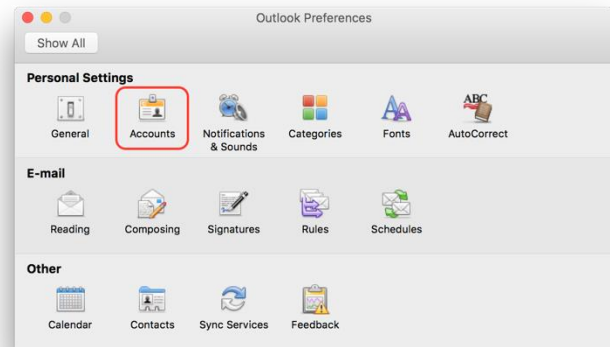 Outlook Preferences
Show All
Personal Settings
General
Accounts
Notifications
& Sounds
Categories
Fonts
ABC
AutoCorrect
E-mail
Reading
Composing
Signatures
Rules
Schedules
Other
Calendar
Contacts
Sync Services
Feedback